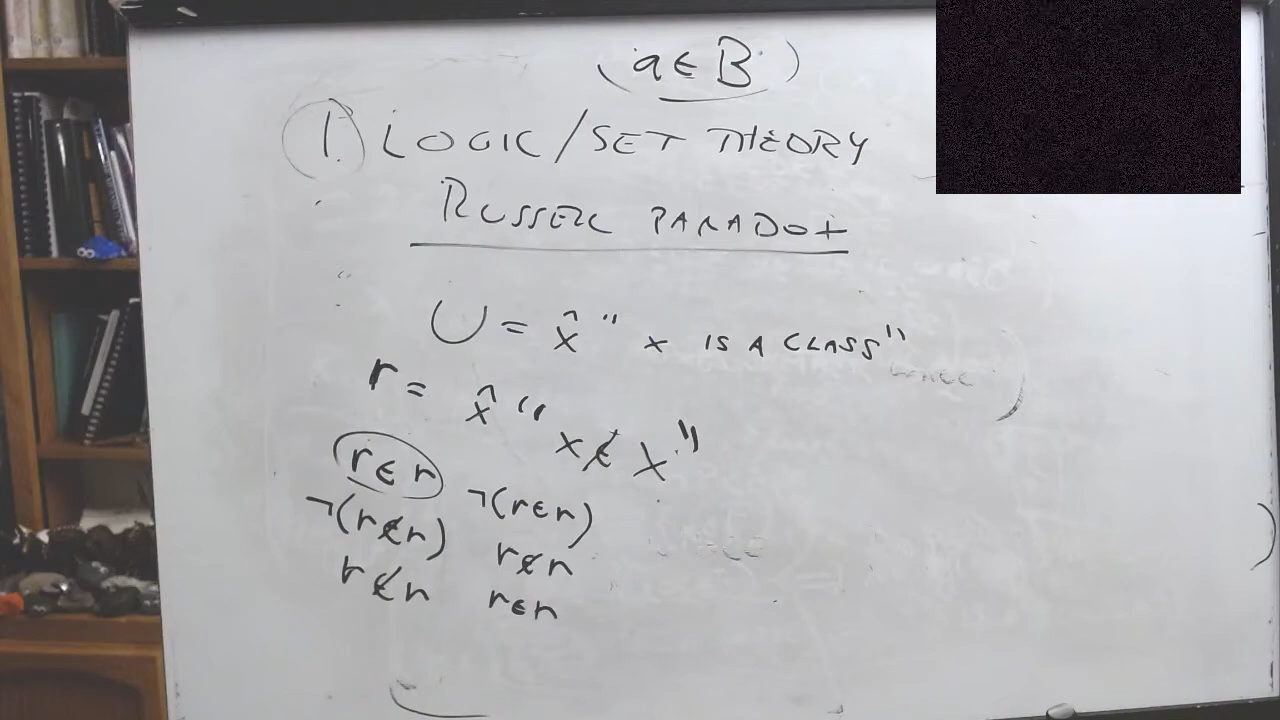 (a ∈ B)
1. LOGIC/SET THEORY
RUSSELL PARADOX
U = x̂ " x IS A CLASS"
r = x̂ " x ∉ x "
r ∈ r
¬(r ∉ r) ¬(r ∈ r)
r ∉ r r ∉ r
r ∈ r